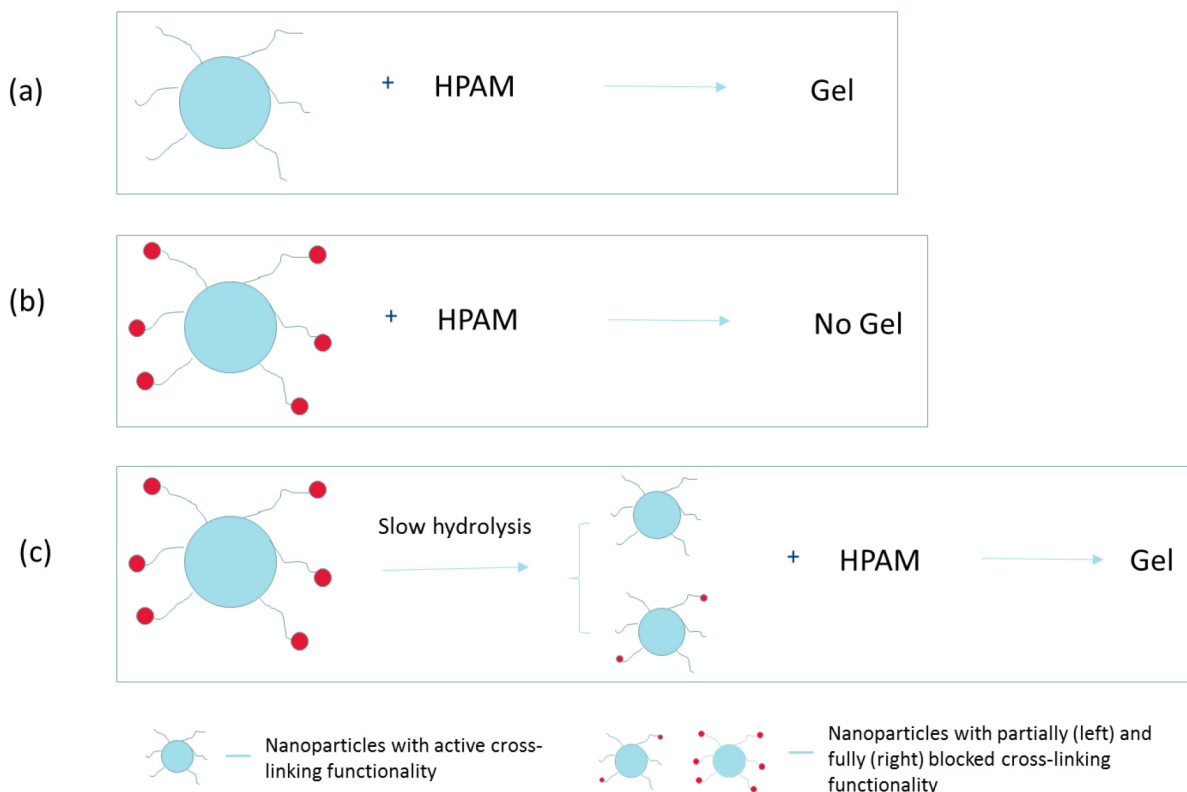 (a)
+ HPAM Gel
(b)
+ HPAM No Gel
(c)
Slow hydrolysis
+ HPAM Gel
Nanoparticles with active cross-
linking functionality
Nanoparticles with partially (left) and
fully (right) blocked cross-linking
functionality